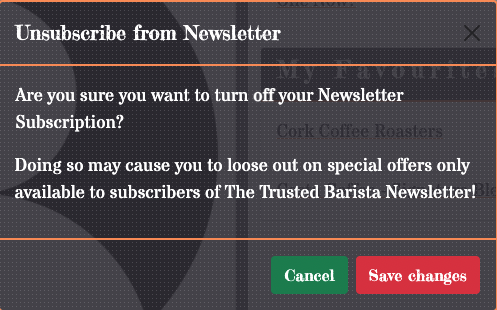 Unsubscribe from Newsletter
My Favourite
Are you sure you want to turn off your Newsletter
Subscription?
Cork Coffee Roasters
Doing so may cause you to loose out on special offers only
available to subscribers of The Trusted Barista Newsletter!
Cancel
Save changes